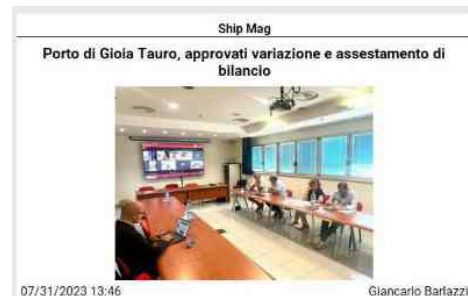 Ship Mag
Porto di Gioia Tauro, approvati variazione e assestamento di
bilancio
07/31/2023 13:46
Giancarlo Barlazzi